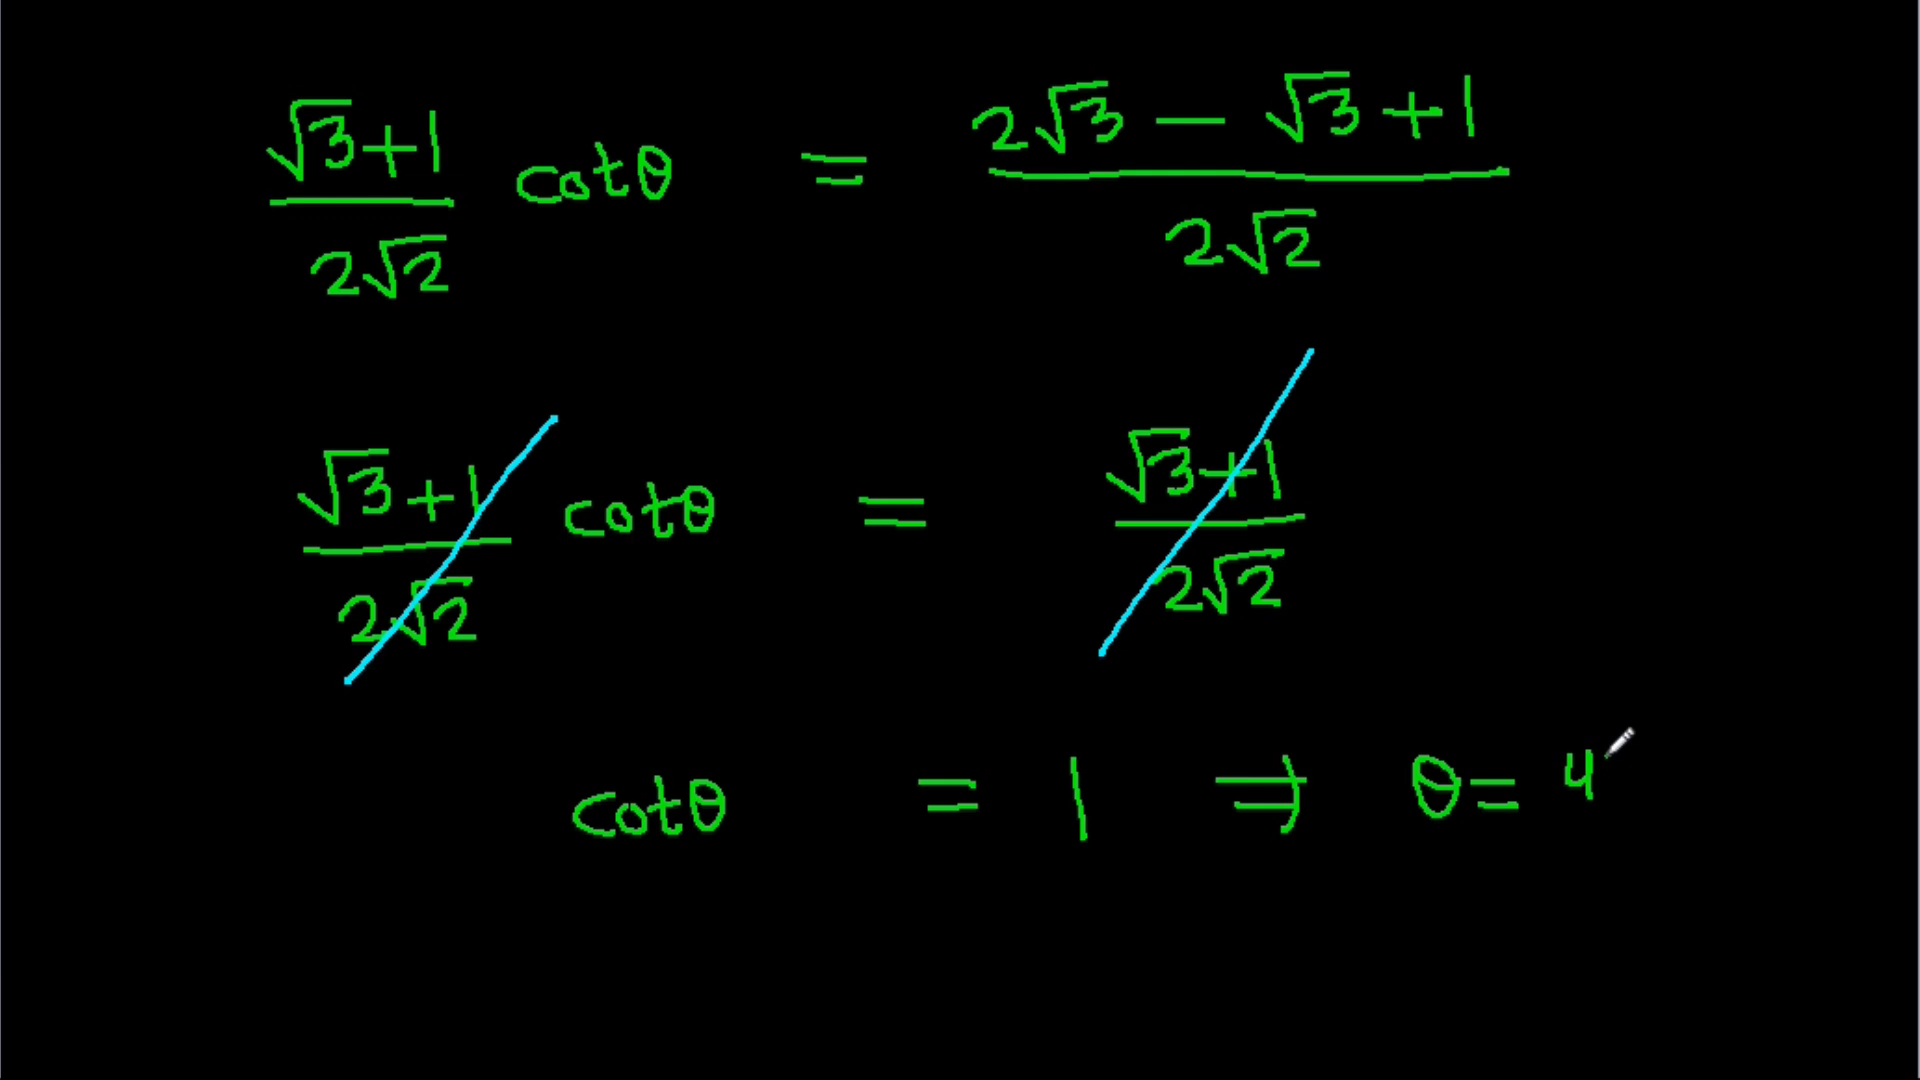 (√3+1)/(2√2) cotθ = (2√3 − √3+1)/(2√2)
(√3+1)/(2√2) cotθ = (√3+1)/(2√2)
cotθ = 1 ⇒ θ= 4